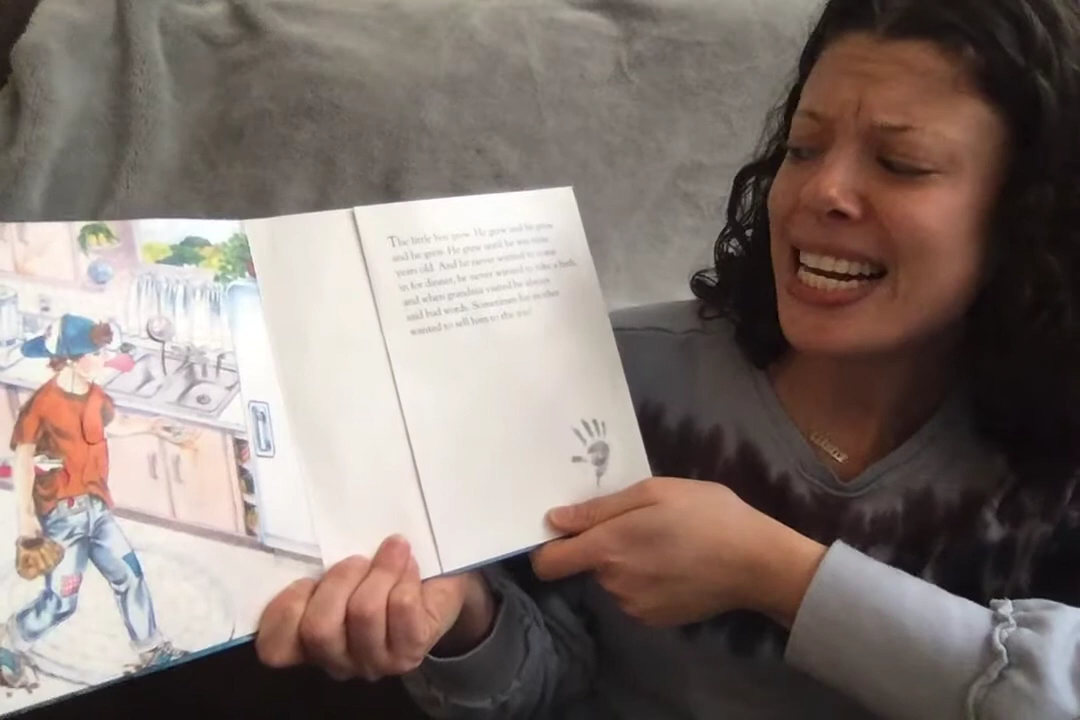 The little boy grew. He grew and he grew
and he grew. He grew until he was nine
years old. And he never wanted to come
in for dinner, he never wanted to take a bath,
and when grandma visited he always
said bad words. Sometimes his mother
wanted to sell him to the zoo!